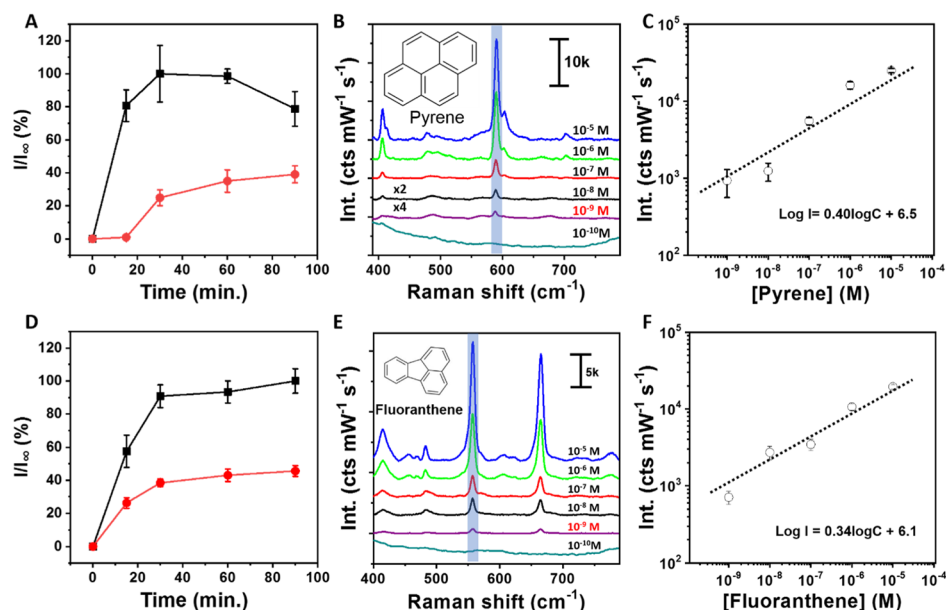 A
I/I∞ (%)
120
100
80
60
40
20
0
0 20 40 60 80 100
Time (min.)
B
Int. (cts mW⁻¹ s⁻¹)
Pyrene
10k
10⁻⁵ M
10⁻⁶ M
10⁻⁷ M
x2
10⁻⁸ M
x4
10⁻⁹ M
10⁻¹⁰M
400 500 600 700
Raman shift (cm⁻¹)
C
Int. (cts mW⁻¹ s⁻¹)
10⁵
10⁴
10³
10²
Log I= 0.40logC + 6.5
10⁻⁹ 10⁻⁸ 10⁻⁷ 10⁻⁶ 10⁻⁵ 10⁻⁴
[Pyrene] (M)
D
I/I∞ (%)
120
100
80
60
40
20
0
0 20 40 60 80 100
Time (min.)
E
Int. (cts mW⁻¹ s⁻¹)
Fluoranthene
5k
10⁻⁵ M
10⁻⁶ M
10⁻⁷ M
10⁻⁸ M
10⁻⁹ M
10⁻¹⁰M
400 500 600 700
Raman shift (cm⁻¹)
F
Int. (cts mW⁻¹ s⁻¹)
10⁵
10⁴
10³
10²
Log I = 0.34logC + 6.1
10⁻⁹ 10⁻⁸ 10⁻⁷ 10⁻⁶ 10⁻⁵ 10⁻⁴
[Fluoranthene] (M)